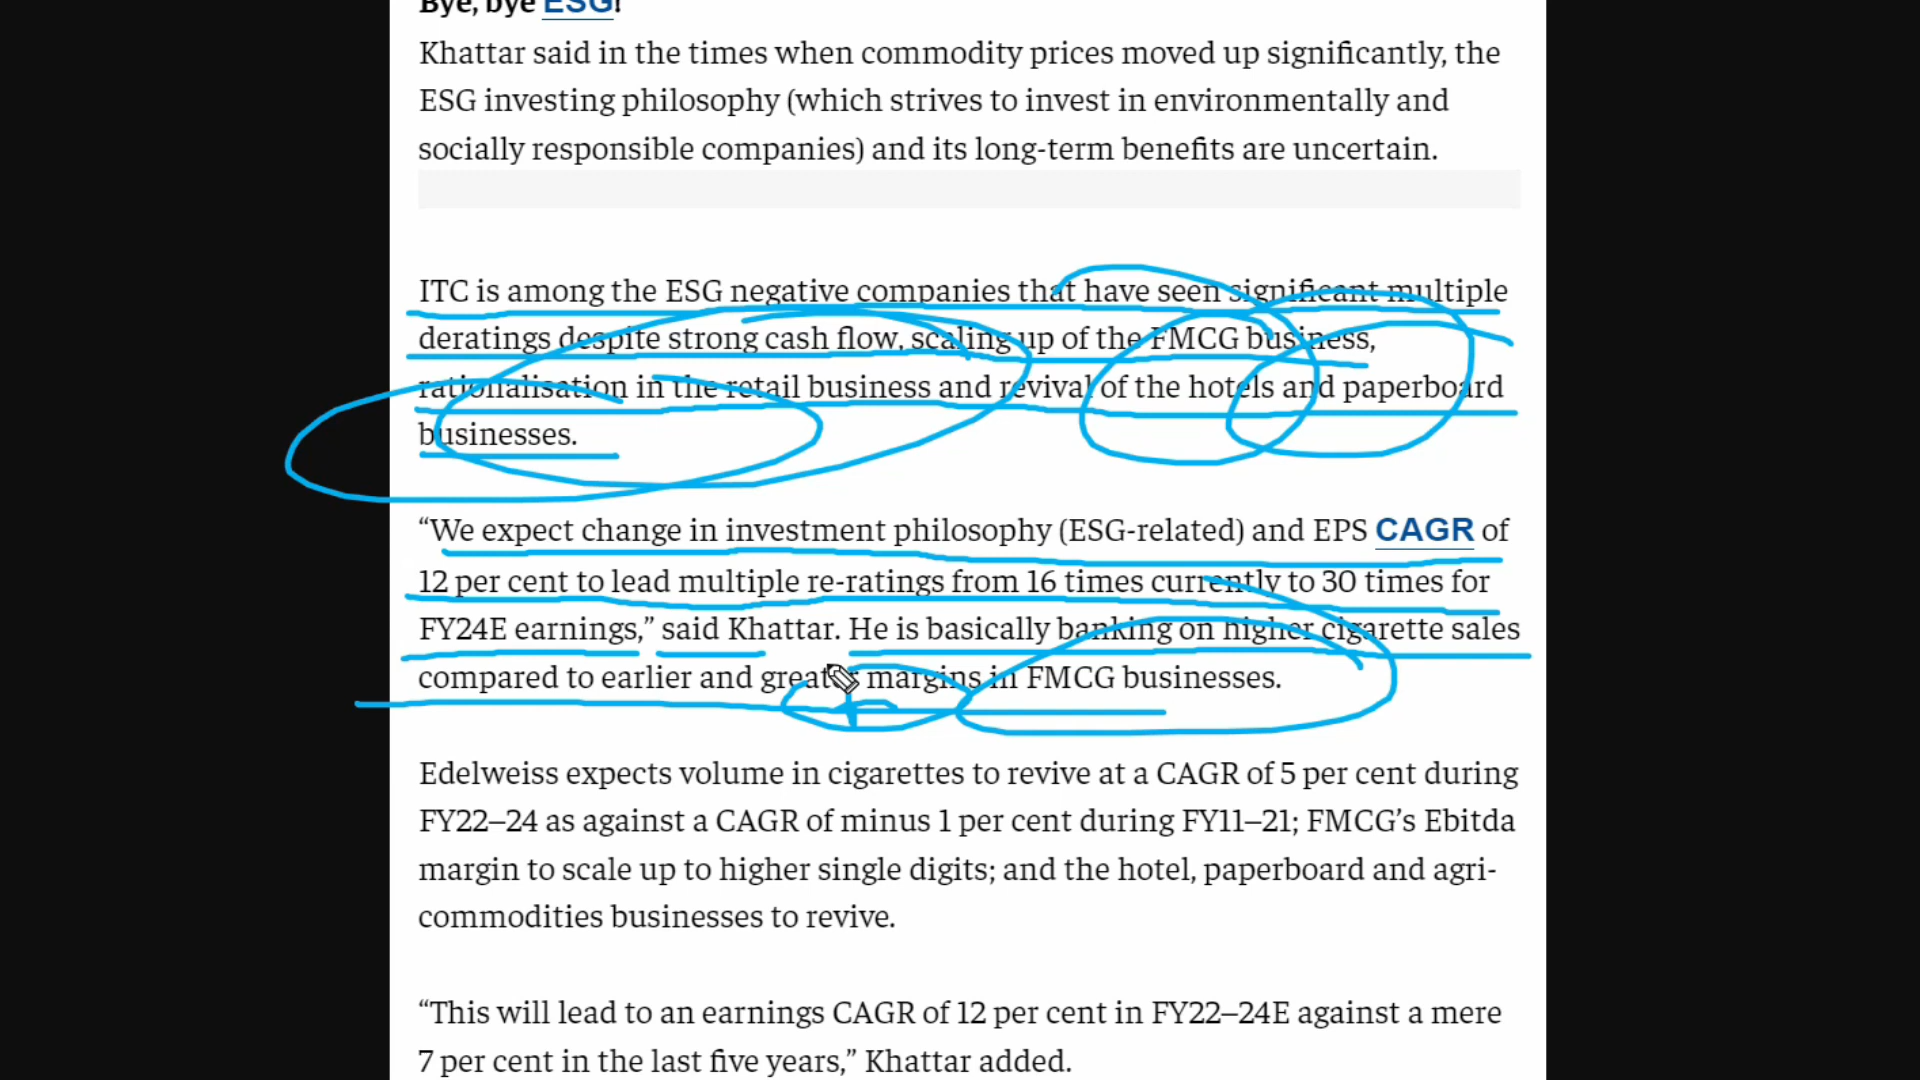 Bye, bye ESG!
Khattar said in the times when commodity prices moved up significantly, the
ESG investing philosophy (which strives to invest in environmentally and
socially responsible companies) and its long-term benefits are uncertain.
ITC is among the ESG negative companies that have seen significant multiple
deratings despite strong cash flow, scaling up of the FMCG business,
rationalisation in the retail business and revival of the hotels and paperboard
businesses.
“We expect change in investment philosophy (ESG-related) and EPS CAGR of
12 per cent to lead multiple re-ratings from 16 times currently to 30 times for
FY24E earnings,” said Khattar. He is basically banking on higher cigarette sales
compared to earlier and greater margins in FMCG businesses.
Edelweiss expects volume in cigarettes to revive at a CAGR of 5 per cent during
FY22–24 as against a CAGR of minus 1 per cent during FY11–21; FMCG’s Ebitda
margin to scale up to higher single digits; and the hotel, paperboard and agri-
commodities businesses to revive.
“This will lead to an earnings CAGR of 12 per cent in FY22–24E against a mere
7 per cent in the last five years,” Khattar added.